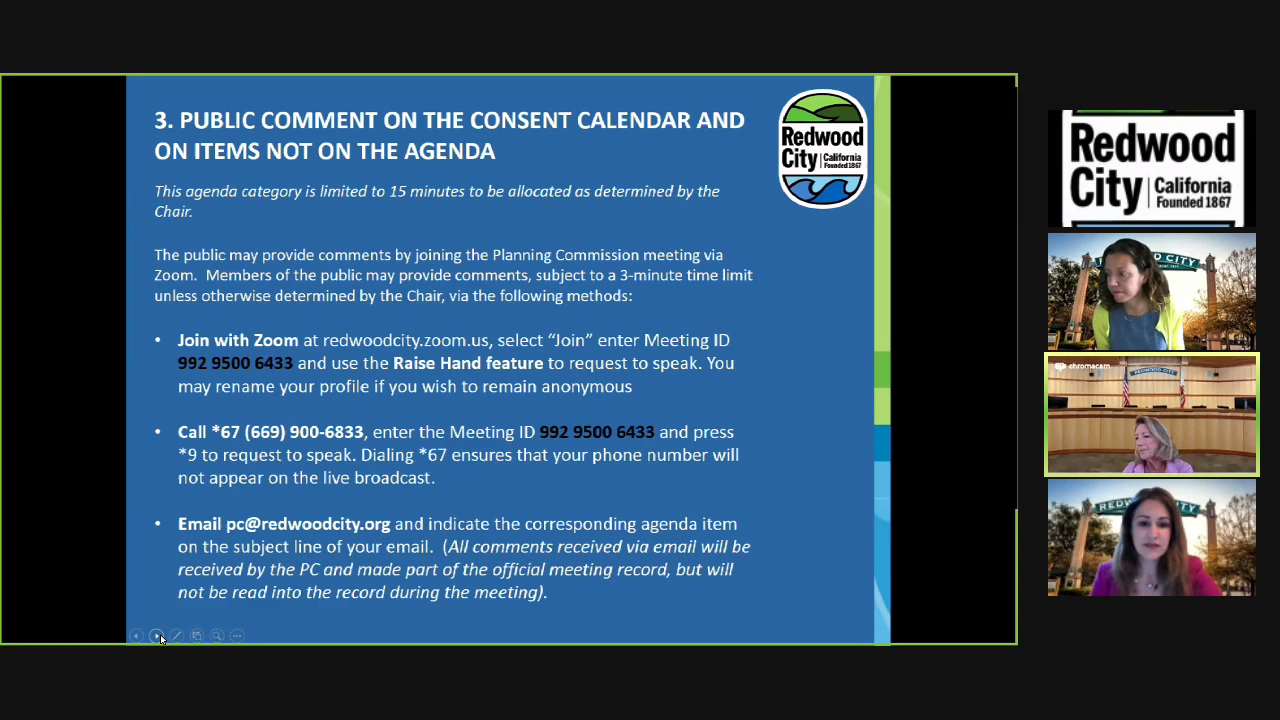 3. PUBLIC COMMENT ON THE CONSENT CALENDAR AND
ON ITEMS NOT ON THE AGENDA
This agenda category is limited to 15 minutes to be allocated as determined by the
Chair.
The public may provide comments by joining the Planning Commission meeting via
Zoom. Members of the public may provide comments, subject to a 3-minute time limit
unless otherwise determined by the Chair, via the following methods:
• Join with Zoom at redwoodcity.zoom.us, select “Join” enter Meeting ID
992 9500 6433 and use the Raise Hand feature to request to speak. You
may rename your profile if you wish to remain anonymous
• Call *67 (669) 900-6833, enter the Meeting ID 992 9500 6433 and press
*9 to request to speak. Dialing *67 ensures that your phone number will
not appear on the live broadcast.
• Email pc@redwoodcity.org and indicate the corresponding agenda item
on the subject line of your email. (All comments received via email will be
received by the PC and made part of the official meeting record, but will
not be read into the record during the meeting).
Redwood
City | California
Founded 1867
Redwood
City | California
Founded 1867
chromacam
REDWOOD CITY